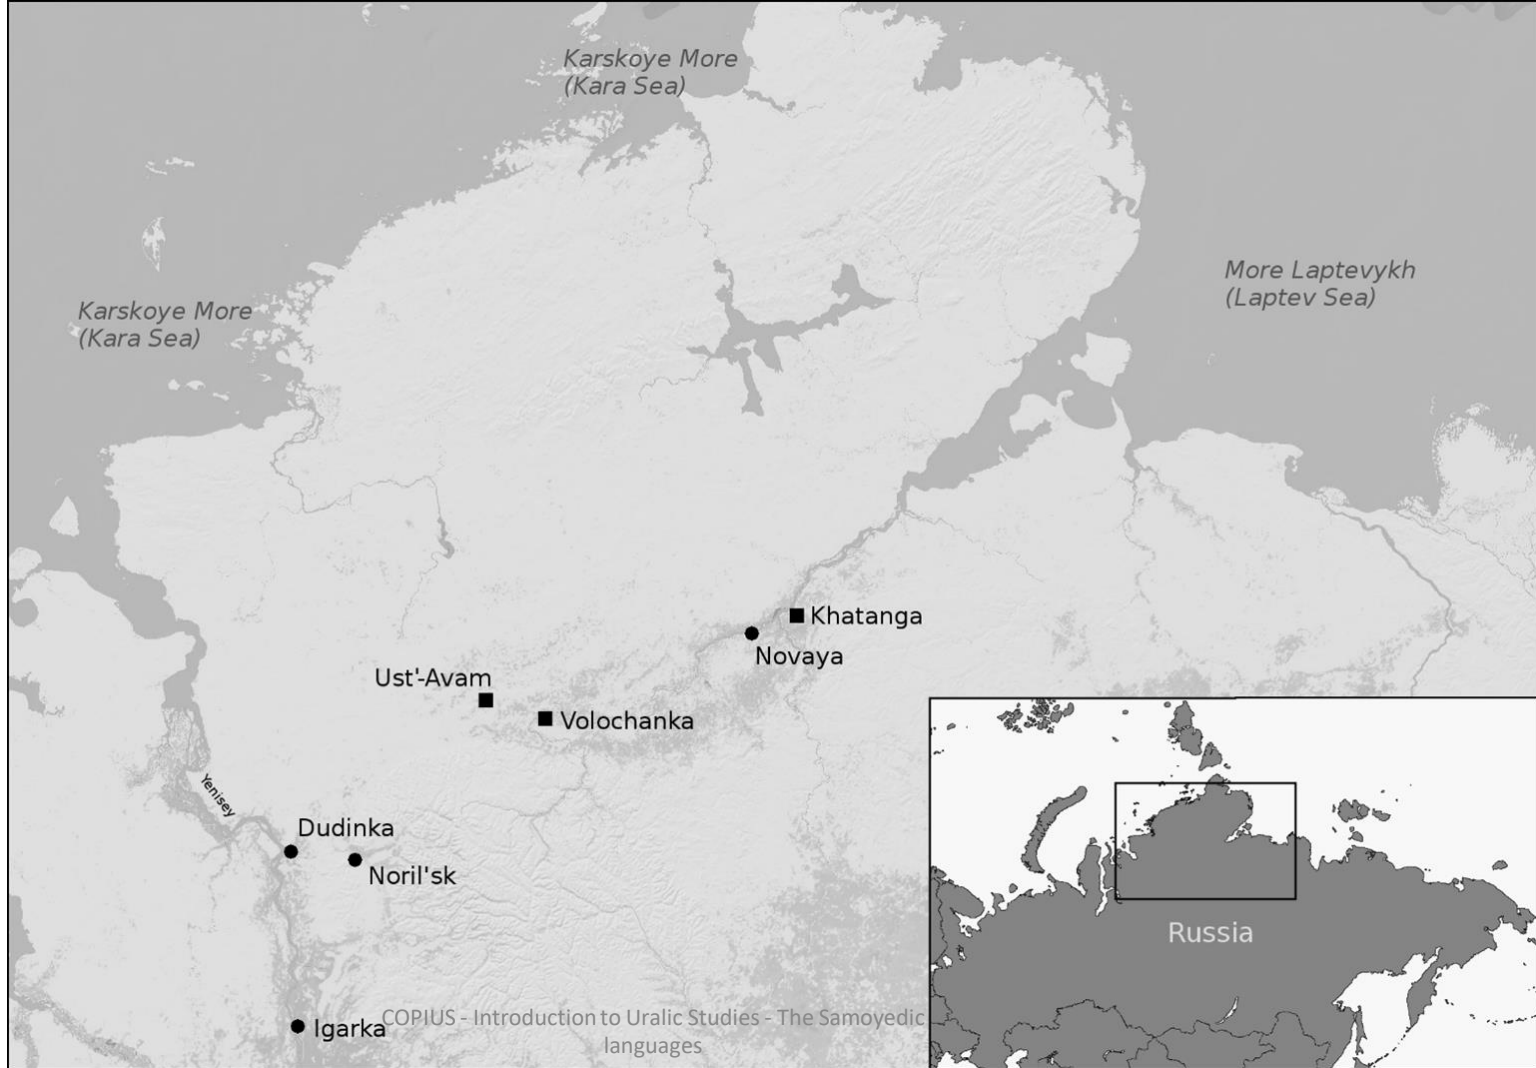 Karskoye More
(Kara Sea)
More Laptevykh
(Laptev Sea)
Karskoye More
(Kara Sea)
Khatanga
Novaya
Ust'-Avam
Volochanka
Yenisey
Dudinka
Noril'sk
Russia
Igarka
COPIUS - Introduction to Uralic Studies - The Samoyedic
languages